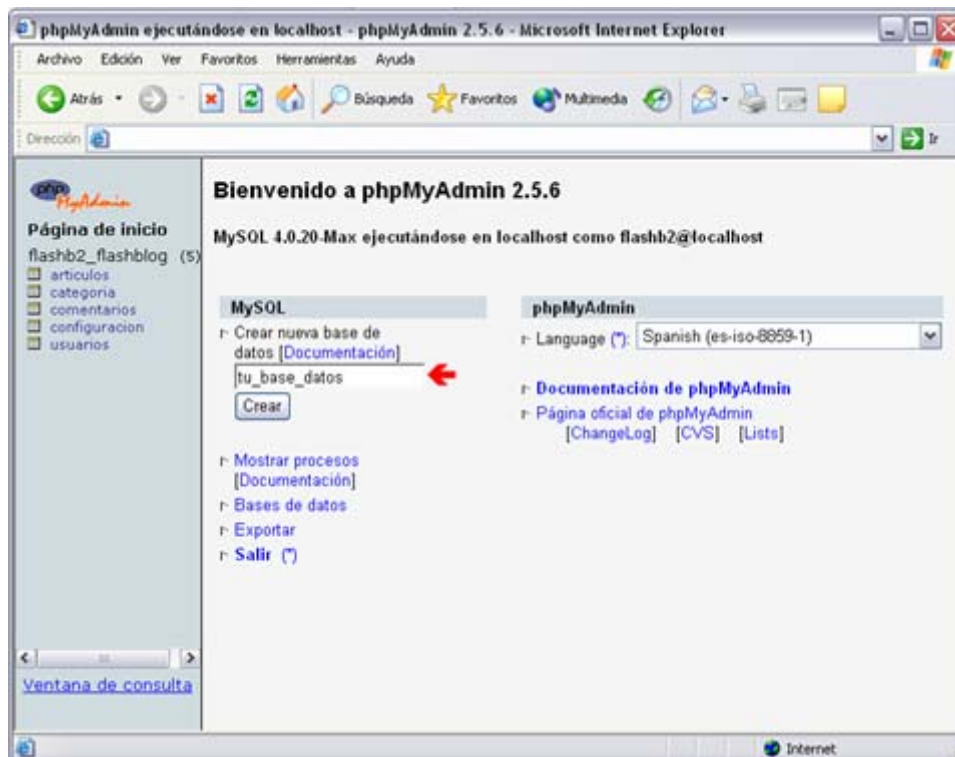 phpMyAdmin ejecutándose en localhost - phpMyAdmin 2.5.6 - Microsoft Internet Explorer
Archivo Edición Ver Favoritos Herramientas Ayuda
Atrás Búsqueda Favoritos Multimedia
Dirección Ir
php
MyAdmin
Página de inicio
flashb2_flashblog (5)
articulos
categoria
comentarios
configuracion
usuarios
Ventana de consulta
Bienvenido a phpMyAdmin 2.5.6
MySQL 4.0.20-Max ejecutándose en localhost como flashb2@localhost
MySQL
Crear nueva base de
datos [Documentación]
tu_base_datos
Crear
Mostrar procesos
[Documentación]
Bases de datos
Exportar
Salir (*)
phpMyAdmin
Language (*): Spanish (es-iso-8859-1)
Documentación de phpMyAdmin
Página oficial de phpMyAdmin
[ChangeLog] [CVS] [Lists]
Internet